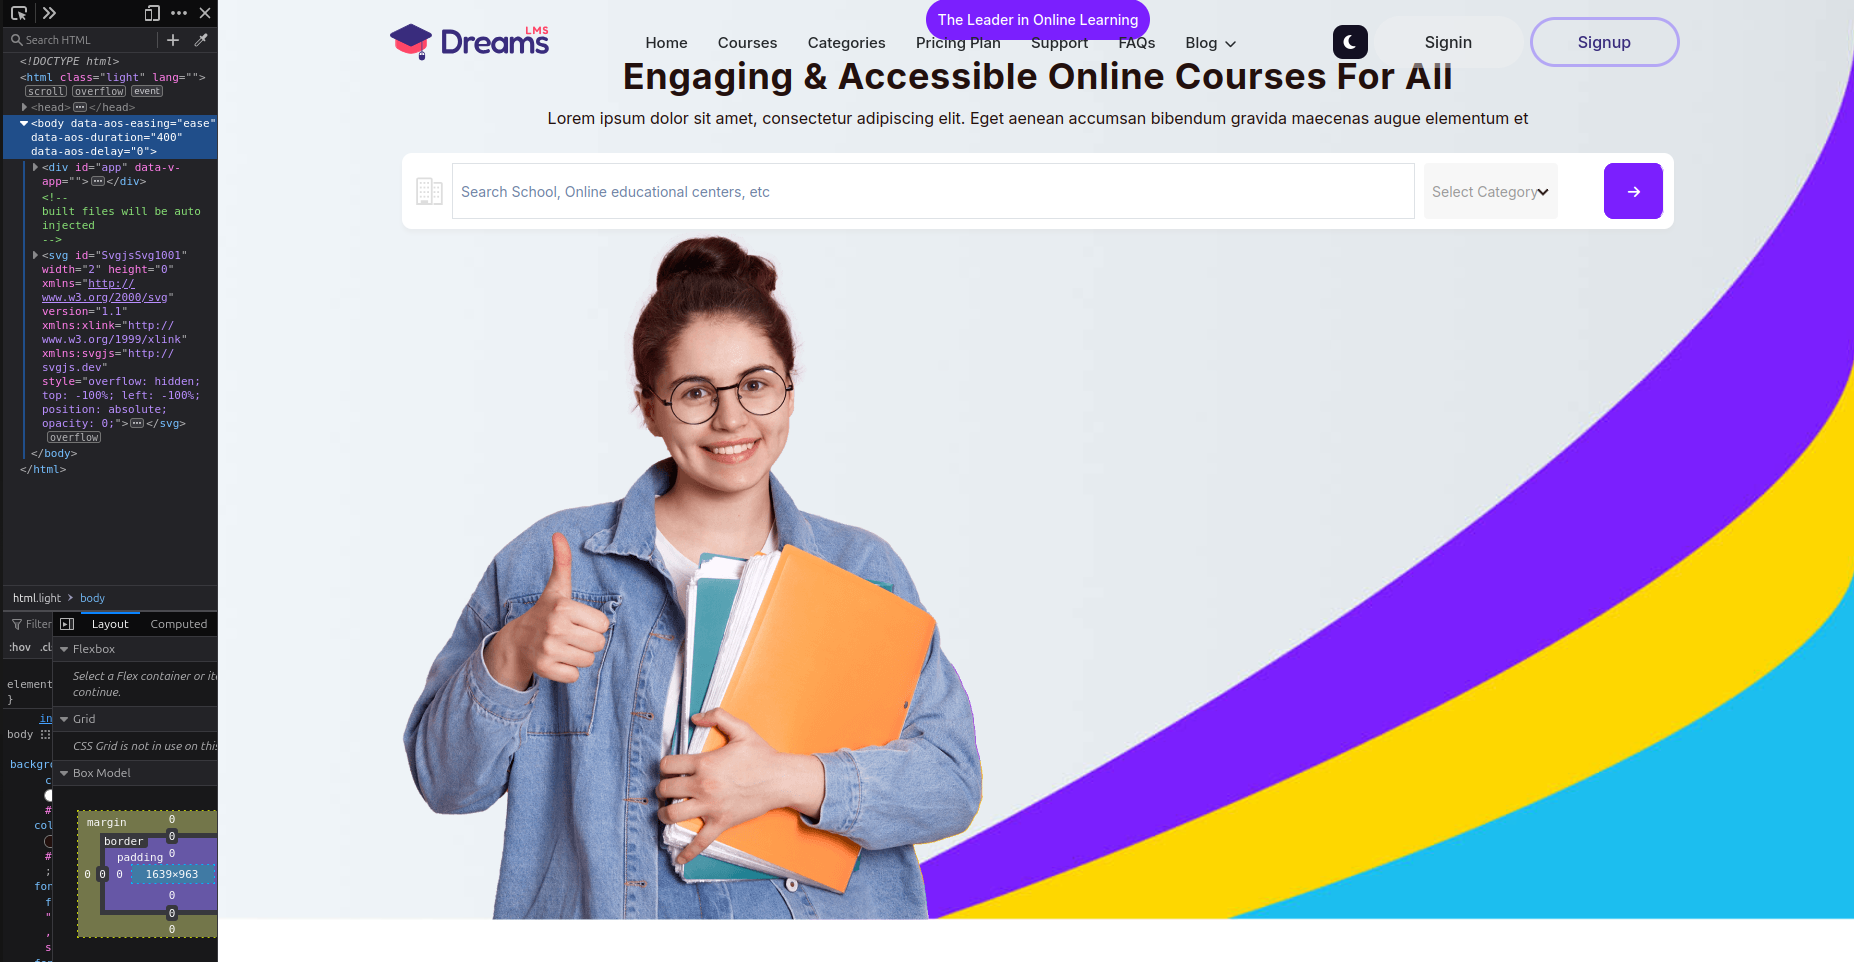 Search HTML
<!DOCTYPE html>
<html class="light" lang="">
scroll overflow event
<head></head>
<body data-aos-easing="ease"
data-aos-duration="400"
data-aos-delay="0">
<div id="app" data-v-
app=""></div>
<!--
built files will be auto
injected
-->
<svg id="SvgjsSvg1001"
width="2" height="0"
xmlns="http://
www.w3.org/2000/svg"
version="1.1"
xmlns:xlink="http://
www.w3.org/1999/xlink"
xmlns:svgjs="http://
svgjs.dev"
style="overflow: hidden;
top: -100%; left: -100%;
position: absolute;
opacity: 0;"></svg>
overflow
</body>
</html>
html.light > body
Filter
Layout Computed
:hov .cl
Flexbox
Select a Flex container or ite
continue.
element
}
Grid
in
CSS Grid is not in use on this
body
Box Model
backgro
c
#
col
#
;
for
f
"
,
s
margin 0
border 0
padding 0
0 0 0 1639×963
0
0
0
The Leader in Online Learning
Dreams LMS
Home Courses Categories Pricing Plan Support FAQs Blog
Signin Signup
Engaging & Accessible Online Courses For All
Lorem ipsum dolor sit amet, consectetur adipiscing elit. Eget aenean accumsan bibendum gravida maecenas augue elementum et
Search School, Online educational centers, etc
Select Category